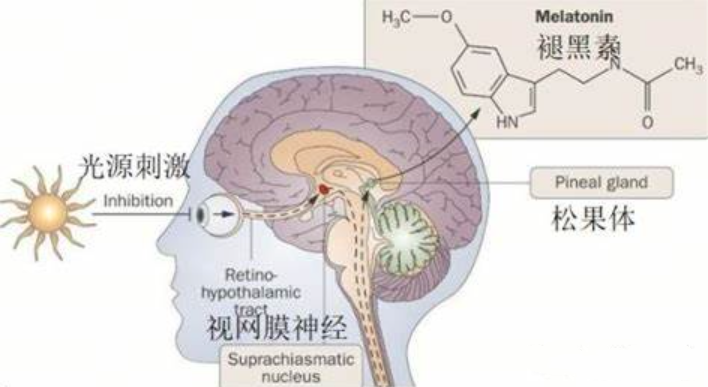 H₃C
O
Melatonin
褪黑素
N
CH₃
HN
O
光源刺激
Inhibition
Pineal gland
松果体
Retino-
hypothalamic
tract
视网膜神经
Suprachiasmatic
nucleus